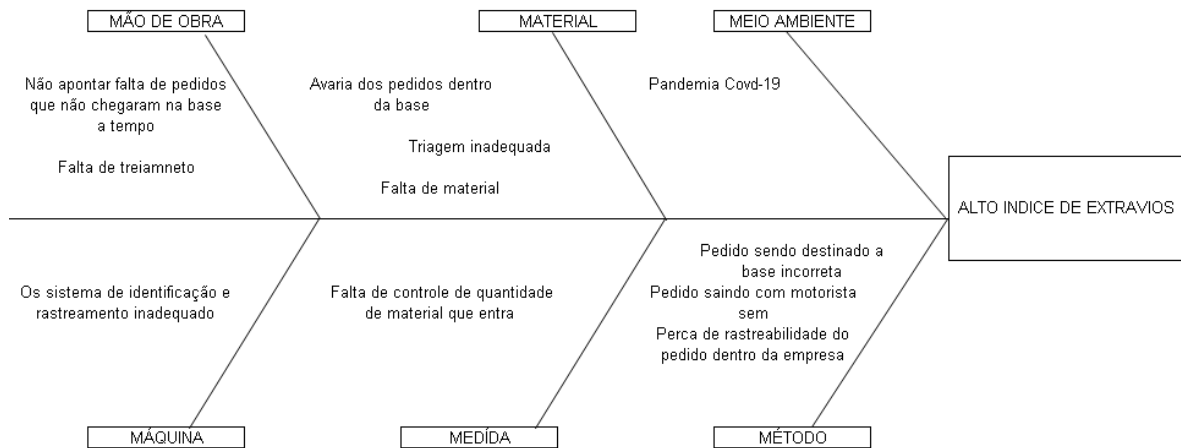 MÃO DE OBRA
MATERIAL
MEIO AMBIENTE
Não apontar falta de pedidos
que não chegaram na base
a tempo
Falta de treiamneto
Avaria dos pedidos dentro
da base
Triagem inadequada
Falta de material
Pandemia Covd-19
ALTO INDICE DE EXTRAVIOS
Os sistema de identificação e
rastreamento inadequado
Falta de controle de quantidade
de material que entra
Pedido sendo destinado a
base incorreta
Pedido saindo com motorista
sem
Perca de rastreabilidade do
pedido dentro da empresa
MÁQUINA
MEDÍDA
MÉTODO